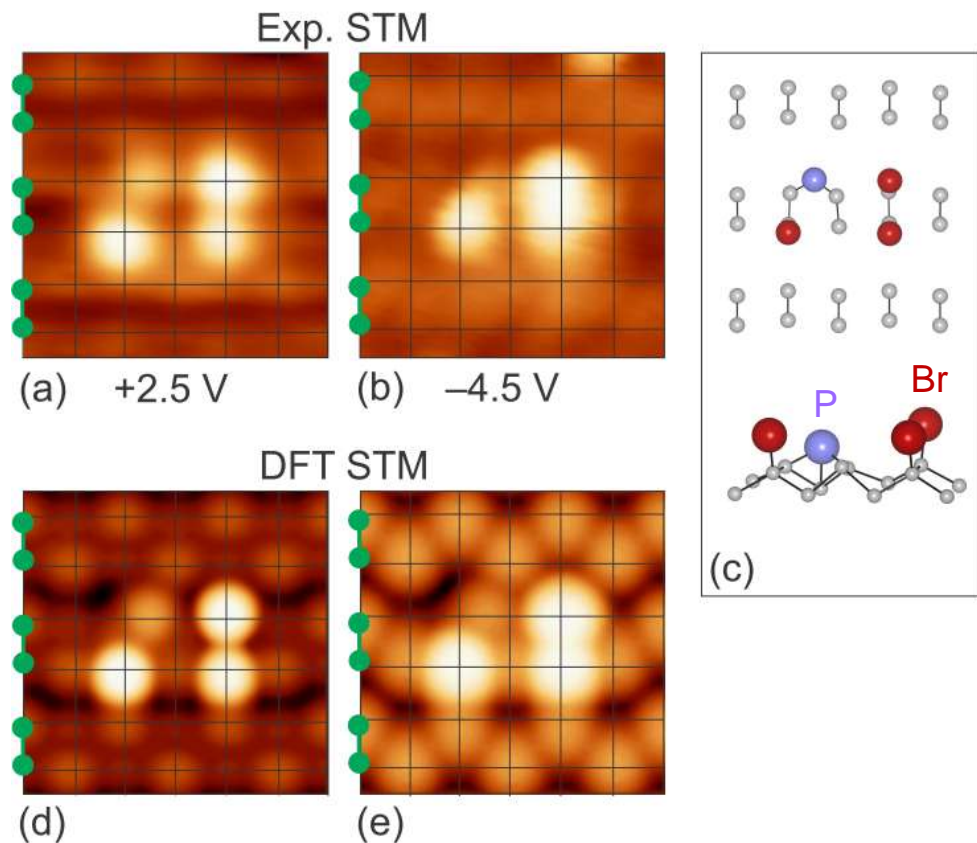 Exp. STM
(a) +2.5 V
(b) –4.5 V
Br
P
(c)
DFT STM
(d)
(e)